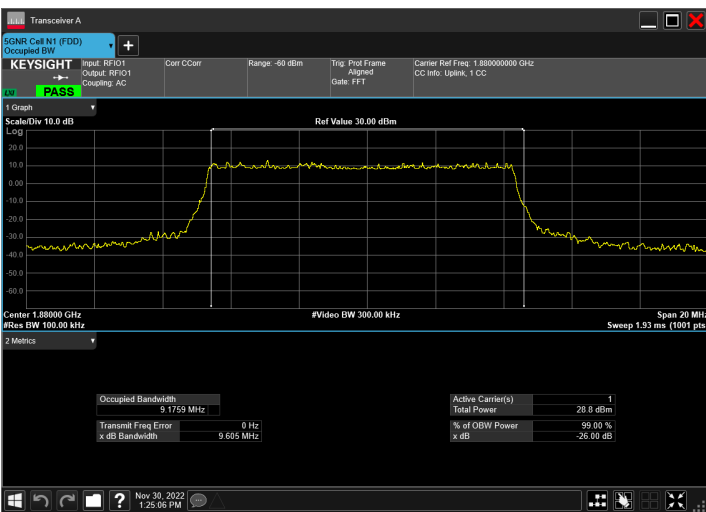 Transceiver A
5GNR Cell N1 (FDD)
Occupied BW
KEYSIGHT
PASS
Input: RFIO1
Output: RFIO1
Coupling: AC
Corr CCorr
Range: -60 dBm
Trig: Prot Frame
Aligned
Gate: FFT
Carrier Ref Freq: 1.880000000 GHz
CC Info: Uplink, 1 CC
1 Graph
Scale/Div 10.0 dB
Ref Value 30.00 dBm
Log
20.0
10.0
0.00
-10.0
-20.0
-30.0
-40.0
-50.0
-60.0
Center 1.88000 GHz
#Video BW 300.00 kHz
Span 20 MHz
#Res BW 100.00 kHz
Sweep 1.93 ms (1001 pts
2 Metrics
Occupied Bandwidth
9.1759 MHz
Transmit Freq Error 0 Hz
x dB Bandwidth 9.605 MHz
Active Carrier(s) 1
Total Power 28.8 dBm
% of OBW Power 99.00 %
x dB -26.00 dB
Nov 30, 2022
1:25:06 PM